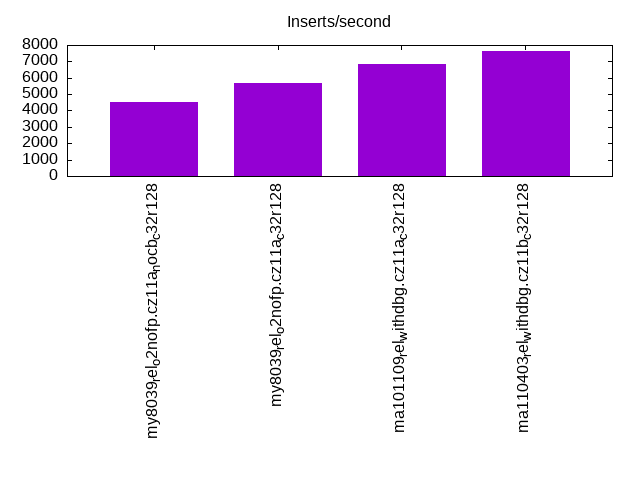 Inserts/second
8000
7000
6000
5000
4000
3000
2000
1000
0
my8039rel_o2nofp.cz11a_nocb_c32r128
my8039rel_o2nofp.cz11a_c32r128
ma101109rel_withdbg.cz11a_c32r128
ma110403rel_withdbg.cz11b_c32r128